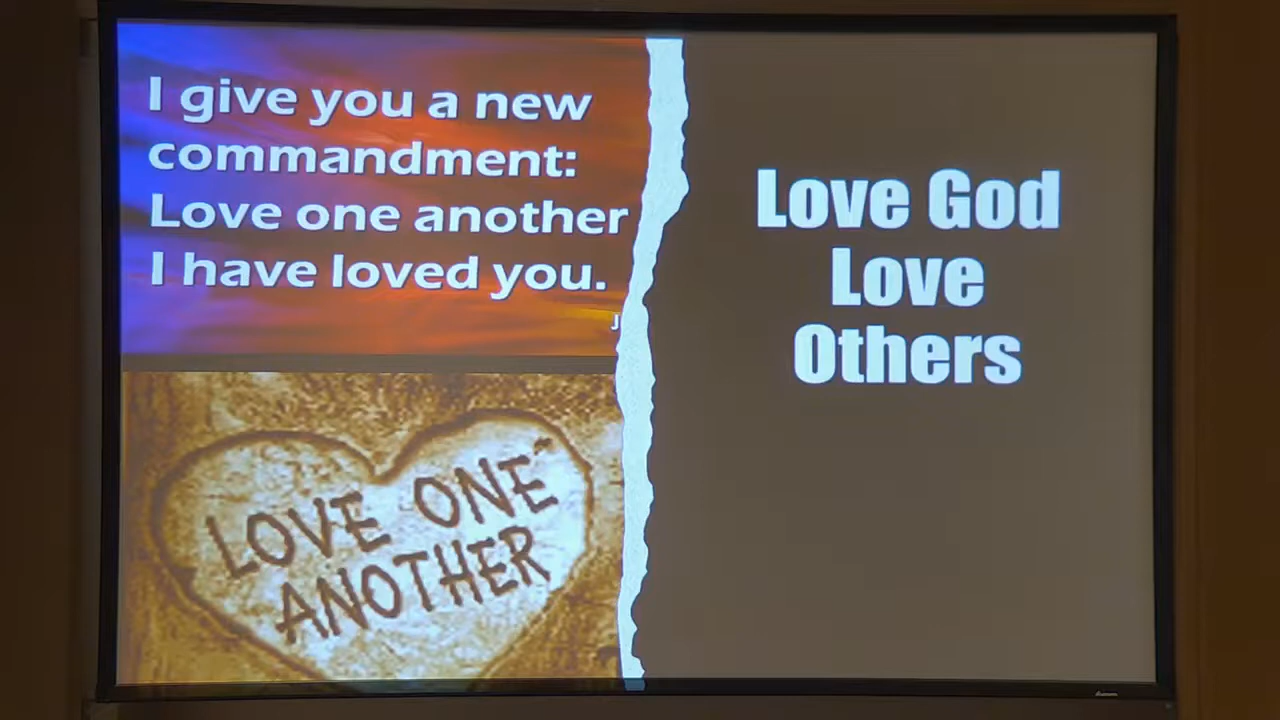 I give you a new
commandment:
Love one another
I have loved you.
J
LOVE ONE
ANOTHER
Love God
Love
Others